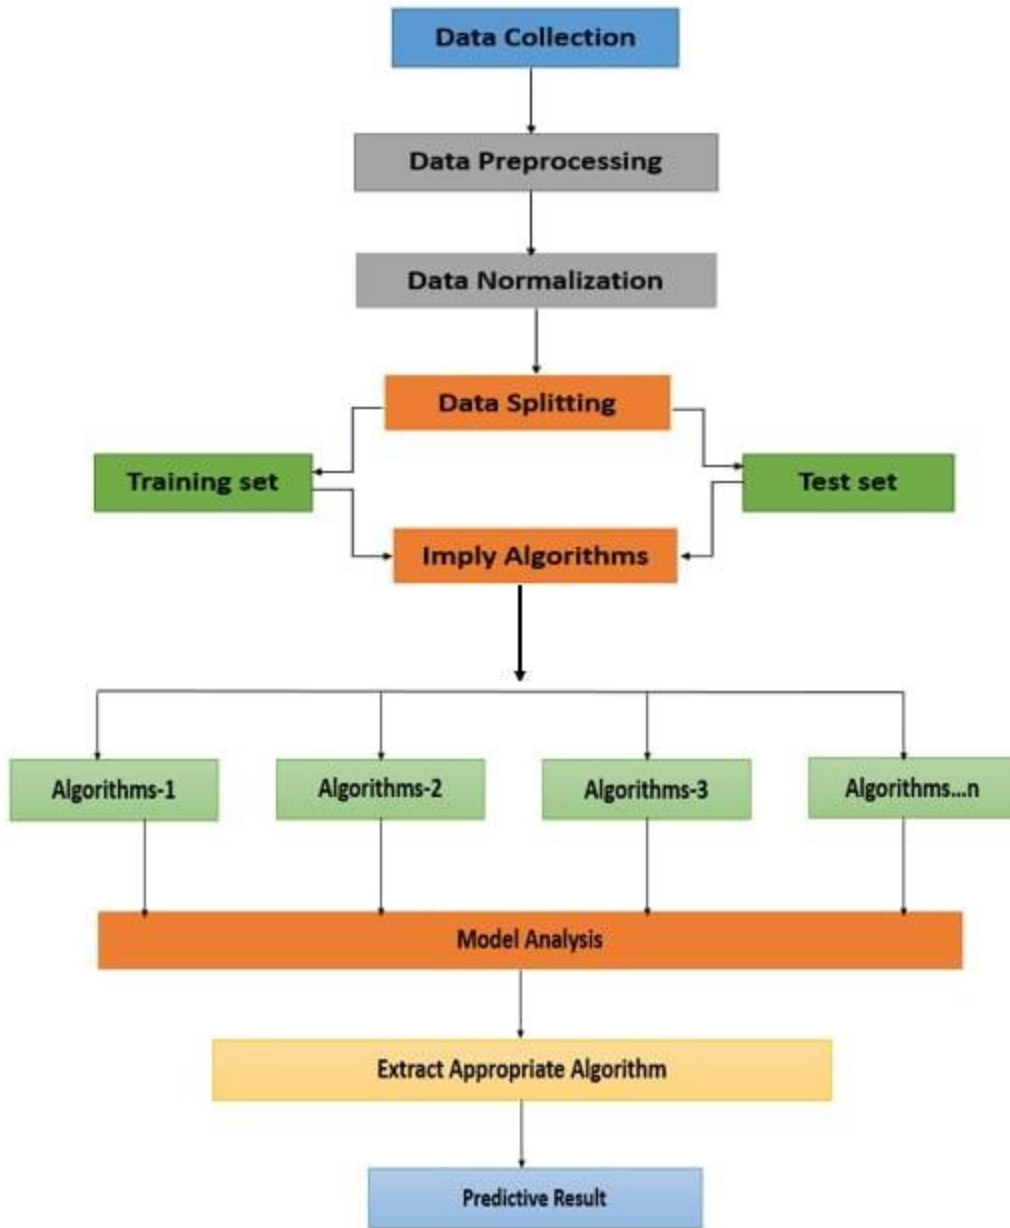 Data Collection
Data Preprocessing
Data Normalization
Data Splitting
Training set
Test set
Imply Algorithms
Algorithms-1
Algorithms-2
Algorithms-3
Algorithms...n
Model Analysis
Extract Appropriate Algorithm
Predictive Result